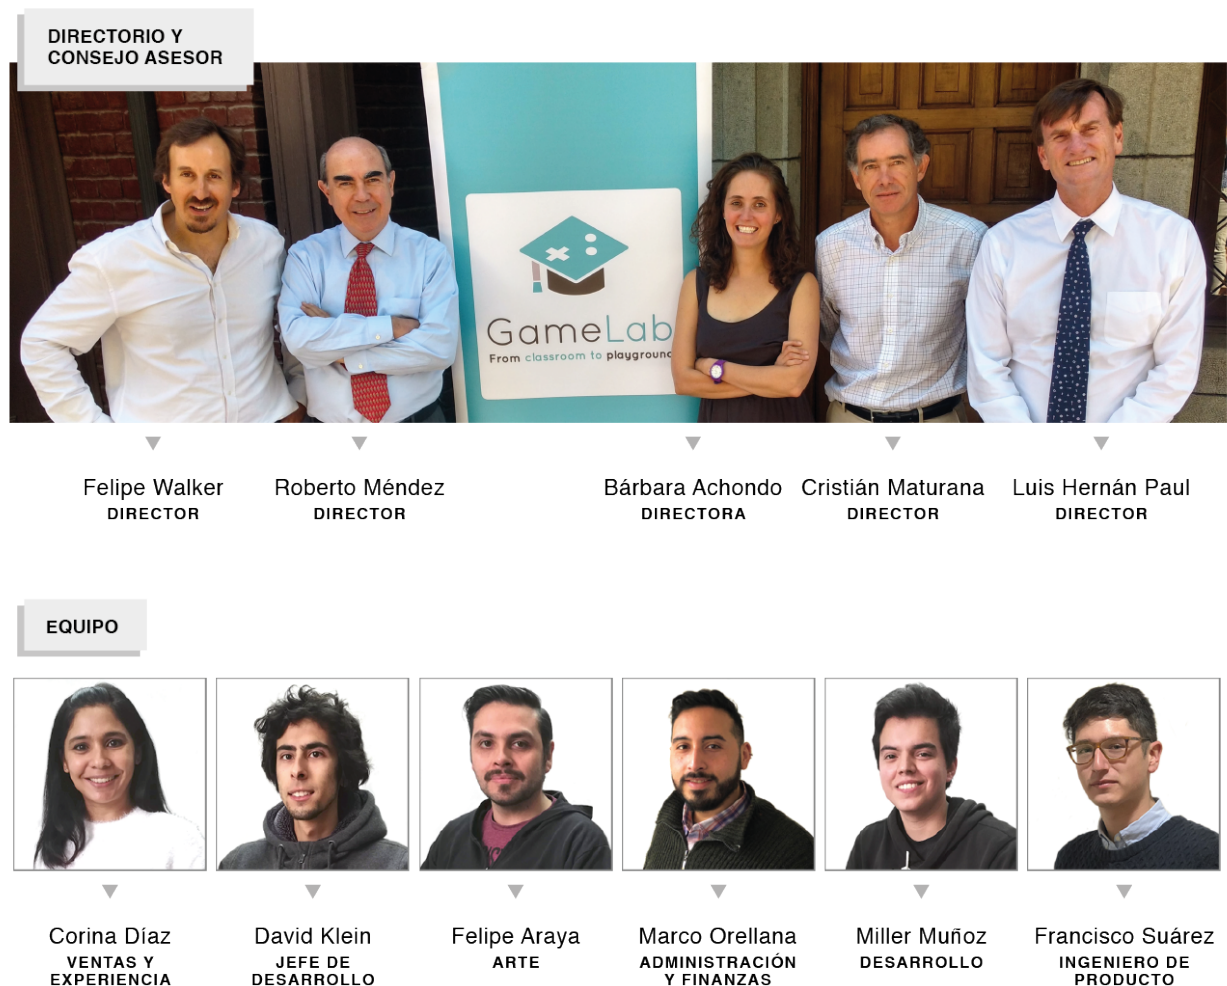 DIRECTORIO Y
CONSEJO ASESOR
GameLab
From classroom to playground
Felipe Walker
DIRECTOR
Roberto Méndez
DIRECTOR
Bárbara Achondo
DIRECTORA
Cristián Maturana
DIRECTOR
Luis Hernán Paul
DIRECTOR
EQUIPO
Corina Díaz
VENTAS Y
EXPERIENCIA
David Klein
JEFE DE
DESARROLLO
Felipe Araya
ARTE
Marco Orellana
ADMINISTRACIÓN
Y FINANZAS
Miller Muñoz
DESARROLLO
Francisco Suárez
INGENIERO DE
PRODUCTO